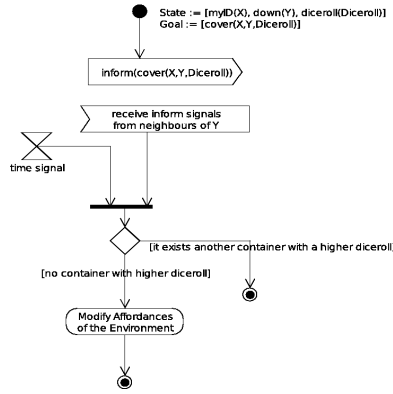 State := [myID(X), down(Y), diceroll(Diceroll)]
Goal := [cover(X,Y,Diceroll)]
inform(cover(X,Y,Diceroll))
receive inform signals
from neighbours of Y
time signal
[it exists another container with a higher diceroll]
[no container with higher diceroll]
Modify Affordances
of the Environment